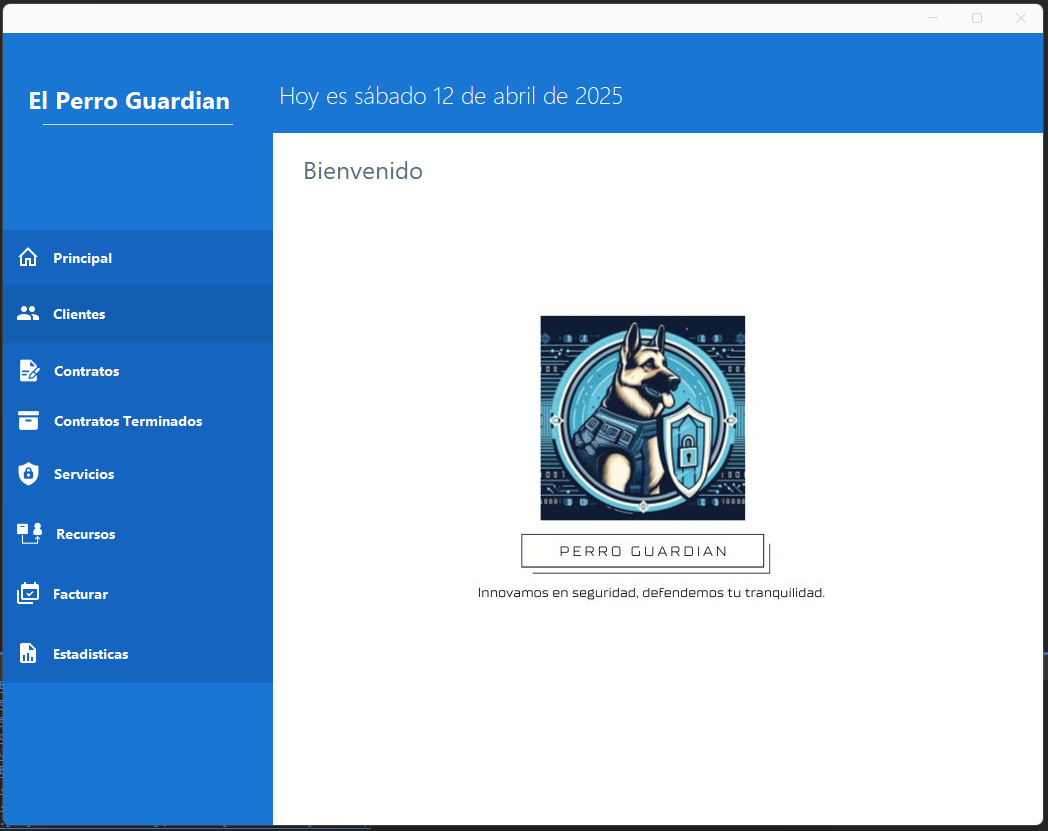 El Perro Guardian
Hoy es sábado 12 de abril de 2025
Bienvenido
Principal
Clientes
Contratos
Contratos Terminados
Servicios
Recursos
Facturar
Estadisticas
PERRO GUARDIAN
Innovamos en seguridad, defendemos tu tranquilidad.